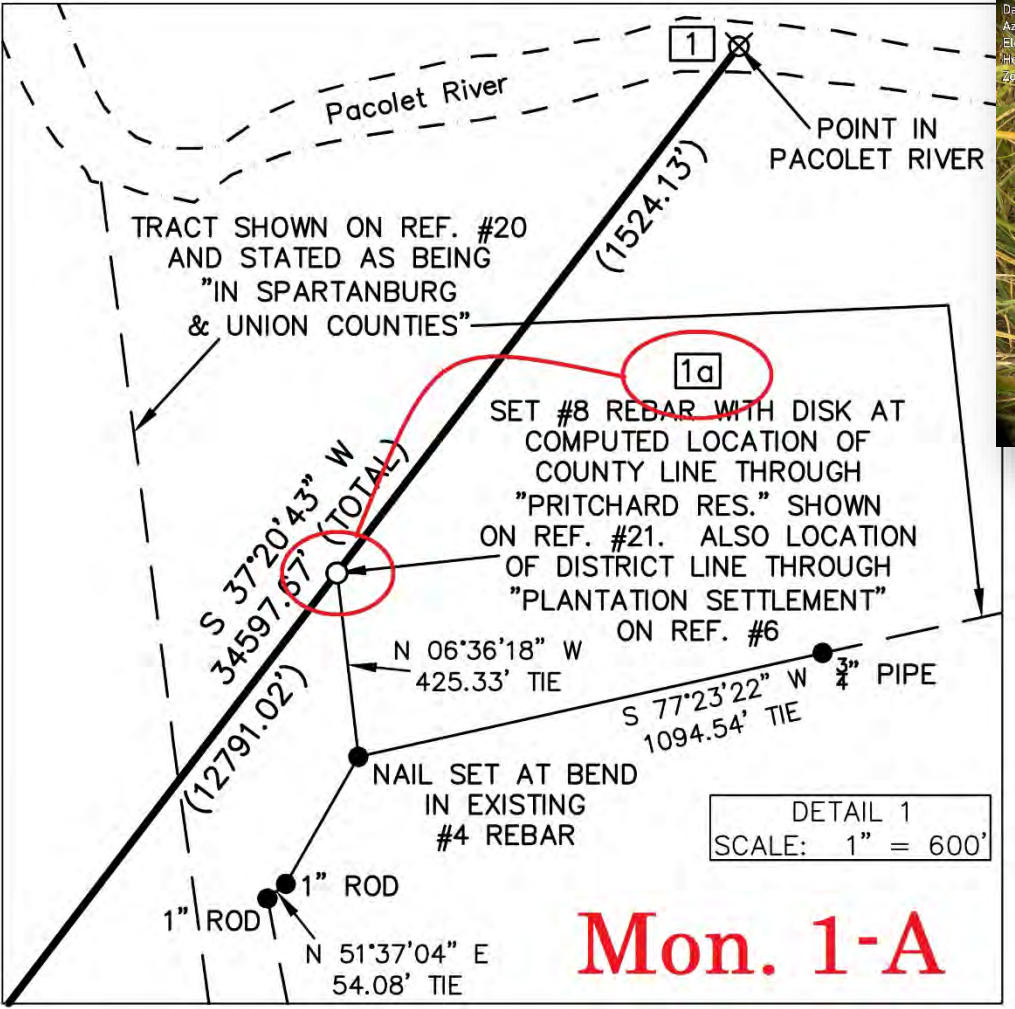 1
Pacolet River
POINT IN
PACOLET RIVER
(1524.13')
TRACT SHOWN ON REF. #20
AND STATED AS BEING
"IN SPARTANBURG
& UNION COUNTIES"
1a
SET #8 REBAR WITH DISK AT
COMPUTED LOCATION OF
COUNTY LINE THROUGH
"PRITCHARD RES." SHOWN
ON REF. #21. ALSO LOCATION
OF DISTRICT LINE THROUGH
"PLANTATION SETTLEMENT"
ON REF. #6
S 37°20'43" W
34597.67' (TOTAL)
(12791.02')
N 06°36'18" W
425.33' TIE
S 77°23'22" W
1094.54' TIE
3/4" PIPE
NAIL SET AT BEND
IN EXISTING
#4 REBAR
DETAIL 1
SCALE: 1" = 600'
1" ROD
1" ROD
N 51°37'04" E
54.08' TIE
Mon. 1-A